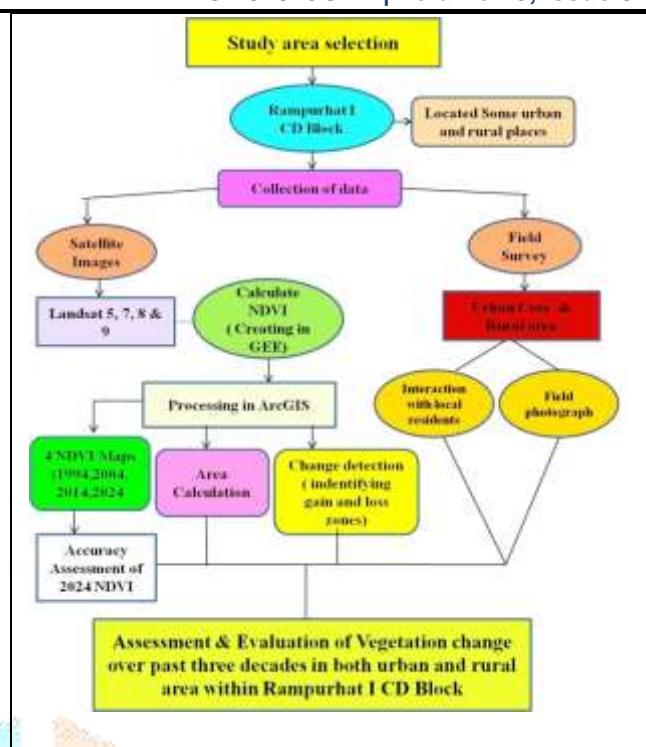 Study area selection
Rampurhat I
CD Block
Located Some urban
and rural places
Collection of data
Satellite
Images
Field
Survey
Landsat 5, 7, 8 &
9
Calculate
NDVI
( Creating in
GEE)
Urban Core &
Rural area
Processing in ArcGIS
Interaction
with local
residents
Field
photograph
4 NDVI Maps
(1994,2004,
2014,2024
Area
Calculation
Change detection
( indentifying
gain and loss
zones)
Accuracy
Assessment of
2024 NDVI
Assessment & Evaluation of Vegetation change
over past three decades in both urban and rural
area within Rampurhat I CD Block